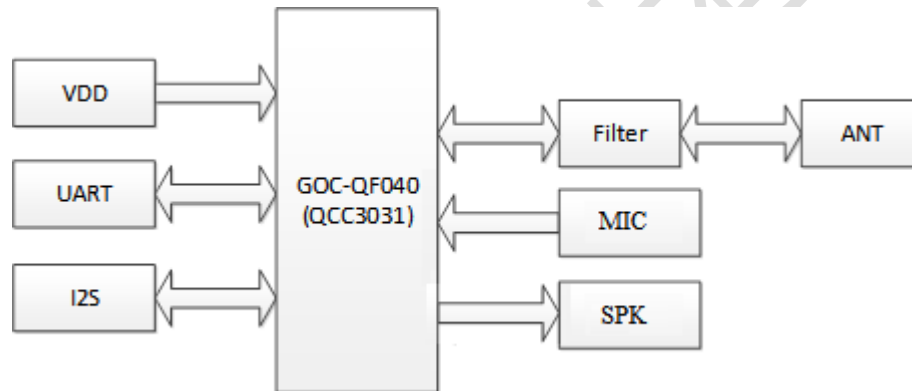 VDD
UART
I2S
GOC-QF040
(QCC3031)
Filter
ANT
MIC
SPK